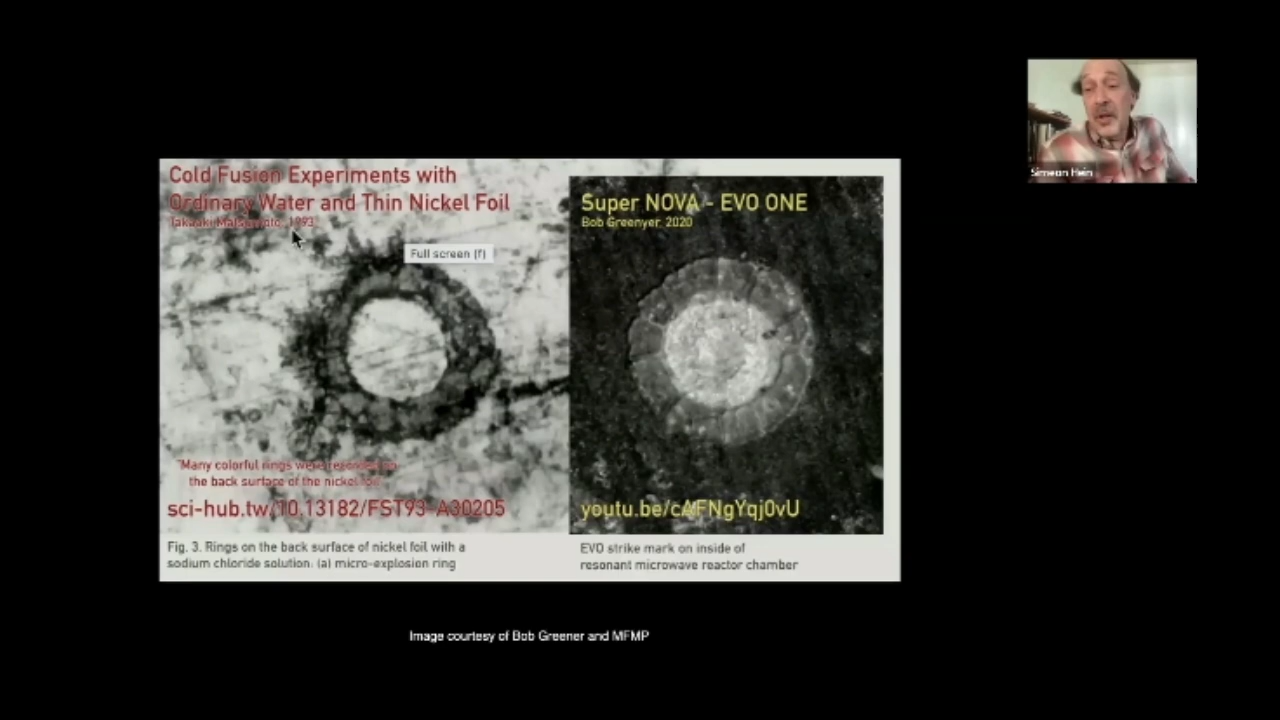 Cold Fusion Experiments with
Ordinary Water and Thin Nickel Foil
Takaaki Matsumoto, 1993
Full screen (f)
"Many colorful rings were recorded on
the back surface of the nickel foil"
sci-hub.tw/10.13182/FST93-A30205
Fig. 3. Rings on the back surface of nickel foil with a
sodium chloride solution. (a) micro-explosion ring
Super NOVA - EVO ONE
Bob Greenyer, 2020
youtu.be/cAFNgYqj0vU
EVO strike mark on inside of
resonant microwave reactor chamber
Simeon Hein
Image courtesy of Bob Greener and MFMP